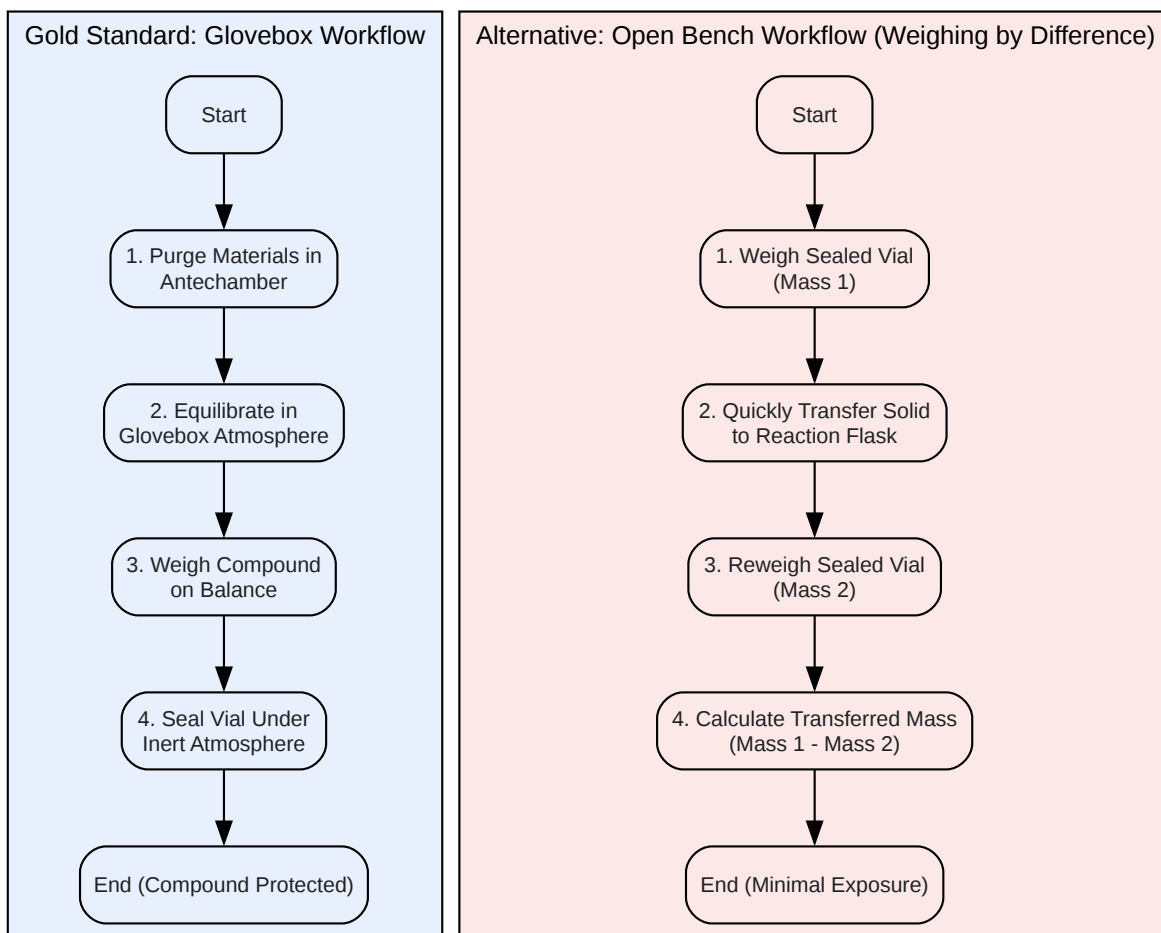 Gold Standard: Glovebox Workflow
Start
1. Purge Materials in
Antechamber
2. Equilibrate in
Glovebox Atmosphere
3. Weigh Compound
on Balance
4. Seal Vial Under
Inert Atmosphere
End (Compound Protected)
Alternative: Open Bench Workflow (Weighing by Difference)
Start
1. Weigh Sealed Vial
(Mass 1)
2. Quickly Transfer Solid
to Reaction Flask
3. Reweigh Sealed Vial
(Mass 2)
4. Calculate Transferred Mass
(Mass 1 - Mass 2)
End (Minimal Exposure)